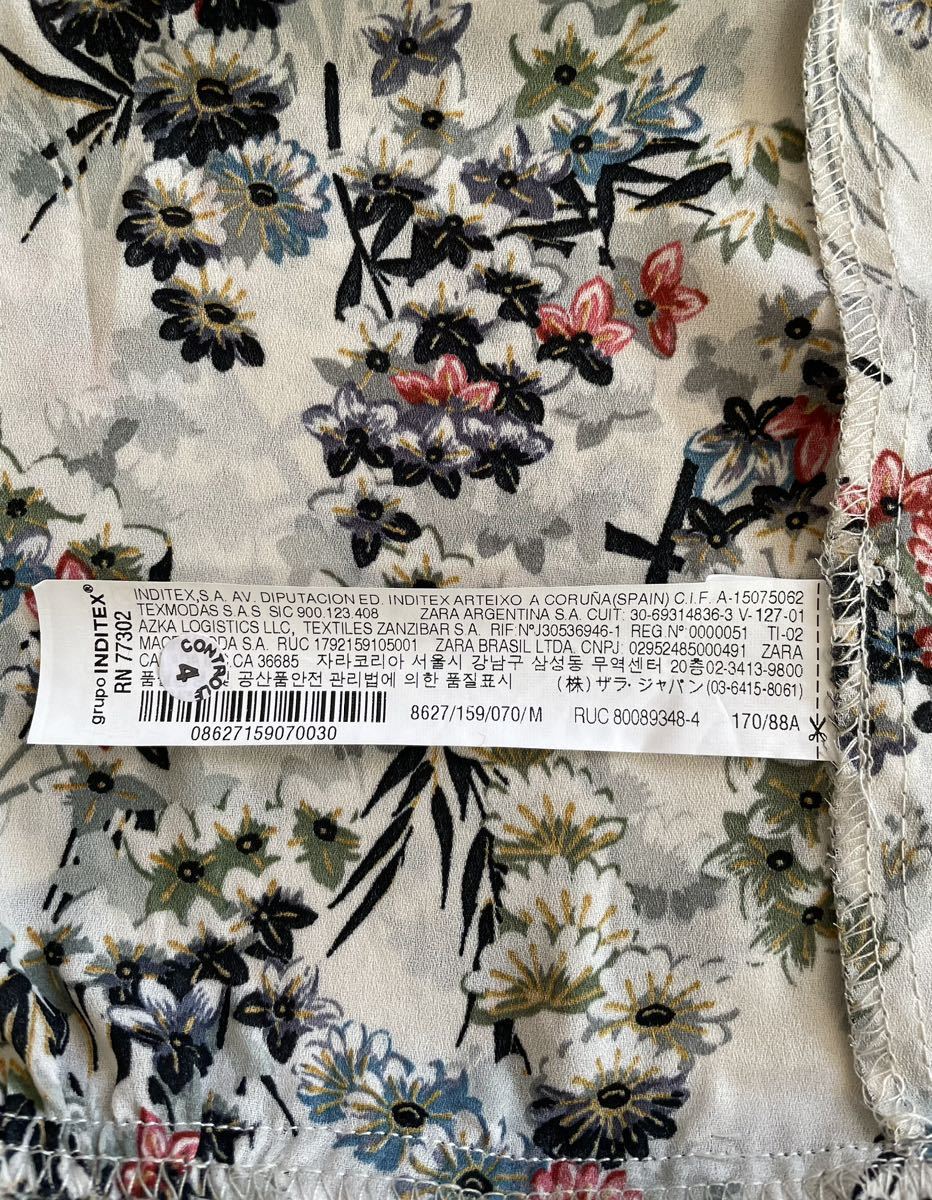 grupo INDITEX®
RN 77302
INDITEX,S.A. AV. DIPUTACION ED. INDITEX ARTEIXO A CORUÑA(SPAIN) C.I.F. A-15075062
TEXMODAS S.A.S SIC 900.123.408 ZARA ARGENTINA S.A. CUIT: 30-69314836-3 V-127-01
AZKA LOGISTICS LLC, TEXTILES ZANZIBAR S.A. RIF:NºJ30536946-1 REG.Nº 0000051 TI-02
S.A. RUC 1792159105001 ZARA BRASIL LTDA. CNPJ: 02952485000491 ZARA
CA 36685 자라코리아 서울시 강남구 삼성동 무역센터 20층02-3413-9800
공산품안전 관리법에 의한 품질표시 (株) ザラ・ジャパン (03-6415-8061)
CONTROL
4
8627/159/070/M RUC 80089348-4 170/88A
08627159070030